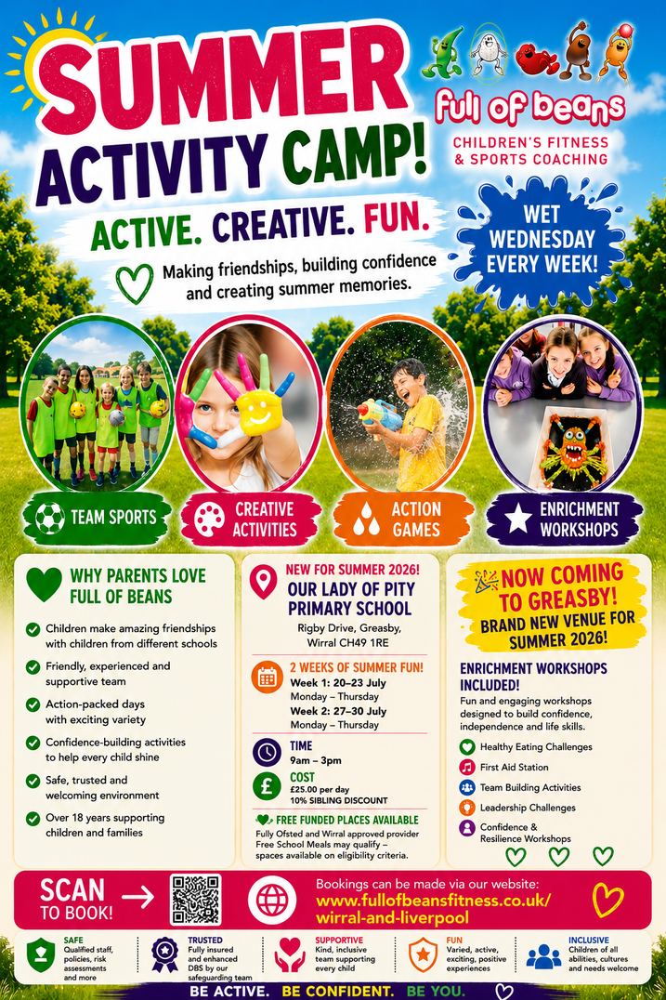 SUMMER
ACTIVITY CAMP!
ACTIVE. CREATIVE. FUN.
Making friendships, building confidence
and creating summer memories.
full of beans
CHILDREN'S FITNESS
& SPORTS COACHING
WET
WEDNESDAY
EVERY WEEK!
TEAM SPORTS
CREATIVE
ACTIVITIES
ACTION
GAMES
ENRICHMENT
WORKSHOPS
WHY PARENTS LOVE
FULL OF BEANS
Children make amazing friendships
with children from different schools
Friendly, experienced and
supportive team
Action-packed days
with exciting variety
Confidence-building activities
to help every child shine
Safe, trusted and
welcoming environment
Over 18 years supporting
children and families
NEW FOR SUMMER 2026!
OUR LADY OF PITY
PRIMARY SCHOOL
Rigby Drive, Greasby,
Wirral CH49 1RE
2 WEEKS OF SUMMER FUN!
Week 1: 20–23 July
Monday – Thursday
Week 2: 27–30 July
Monday – Thursday
TIME
9am – 3pm
£
COST
£25.00 per day
10% SIBLING DISCOUNT
FREE FUNDED PLACES AVAILABLE
Fully Ofsted and Wirral approved provider
Free School Meals may qualify –
spaces available on eligibility criteria.
NOW COMING
TO GREASBY!
BRAND NEW VENUE FOR
SUMMER 2026!
ENRICHMENT WORKSHOPS
INCLUDED!
Fun and engaging workshops
designed to build confidence,
independence and life skills.
Healthy Eating Challenges
First Aid Station
Team Building Activities
Leadership Challenges
Confidence &
Resilience Workshops
SCAN
TO BOOK!
Bookings can be made via our website:
www.fullofbeansfitness.co.uk/
wirral-and-liverpool
SAFE
Qualified staff,
policies, risk
assessments
and more
TRUSTED
Fully insured
and enhanced
DBS by our
safeguarding team
SUPPORTIVE
Kind, inclusive
team supporting
every child
FUN
Varied, active,
exciting, positive
experiences
INCLUSIVE
Children of all
abilities, cultures
and needs welcome
BE ACTIVE. BE CONFIDENT. BE YOU.